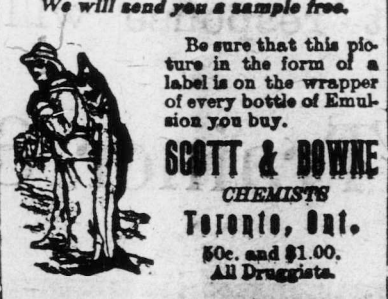 We will send you a sample free.
Be sure that this pic-
ture in the form of a
label is on the wrapper
of every bottle of Emul-
sion you buy.
SCOTT & BOWNE
CHEMISTS
Toronto, Ont.
50c. and $1.00.
All Druggists.